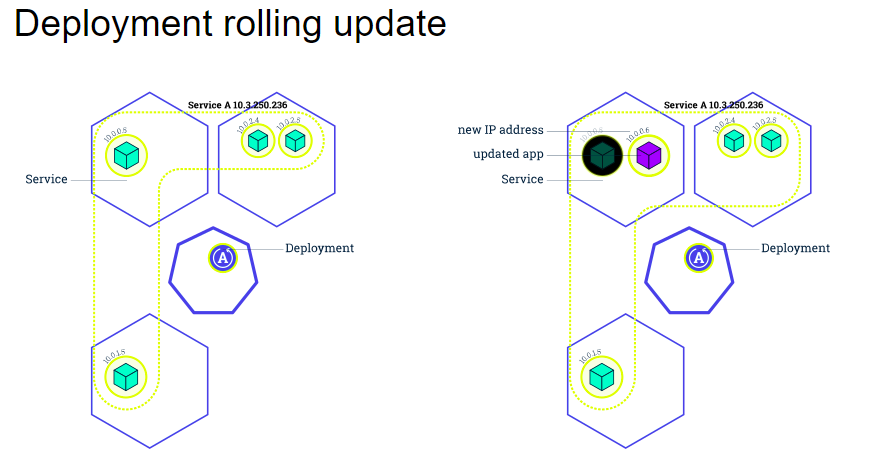 Deployment rolling update
Service A 10.3.250.236
10.0.0.5
10.0.2.4
10.0.2.5
Service
Deployment
A
10.0.1.5
Service A 10.3.250.236
new IP address
updated app
Service
10.0.0.6
10.0.2.4
10.0.2.5
Deployment
A
10.0.1.5